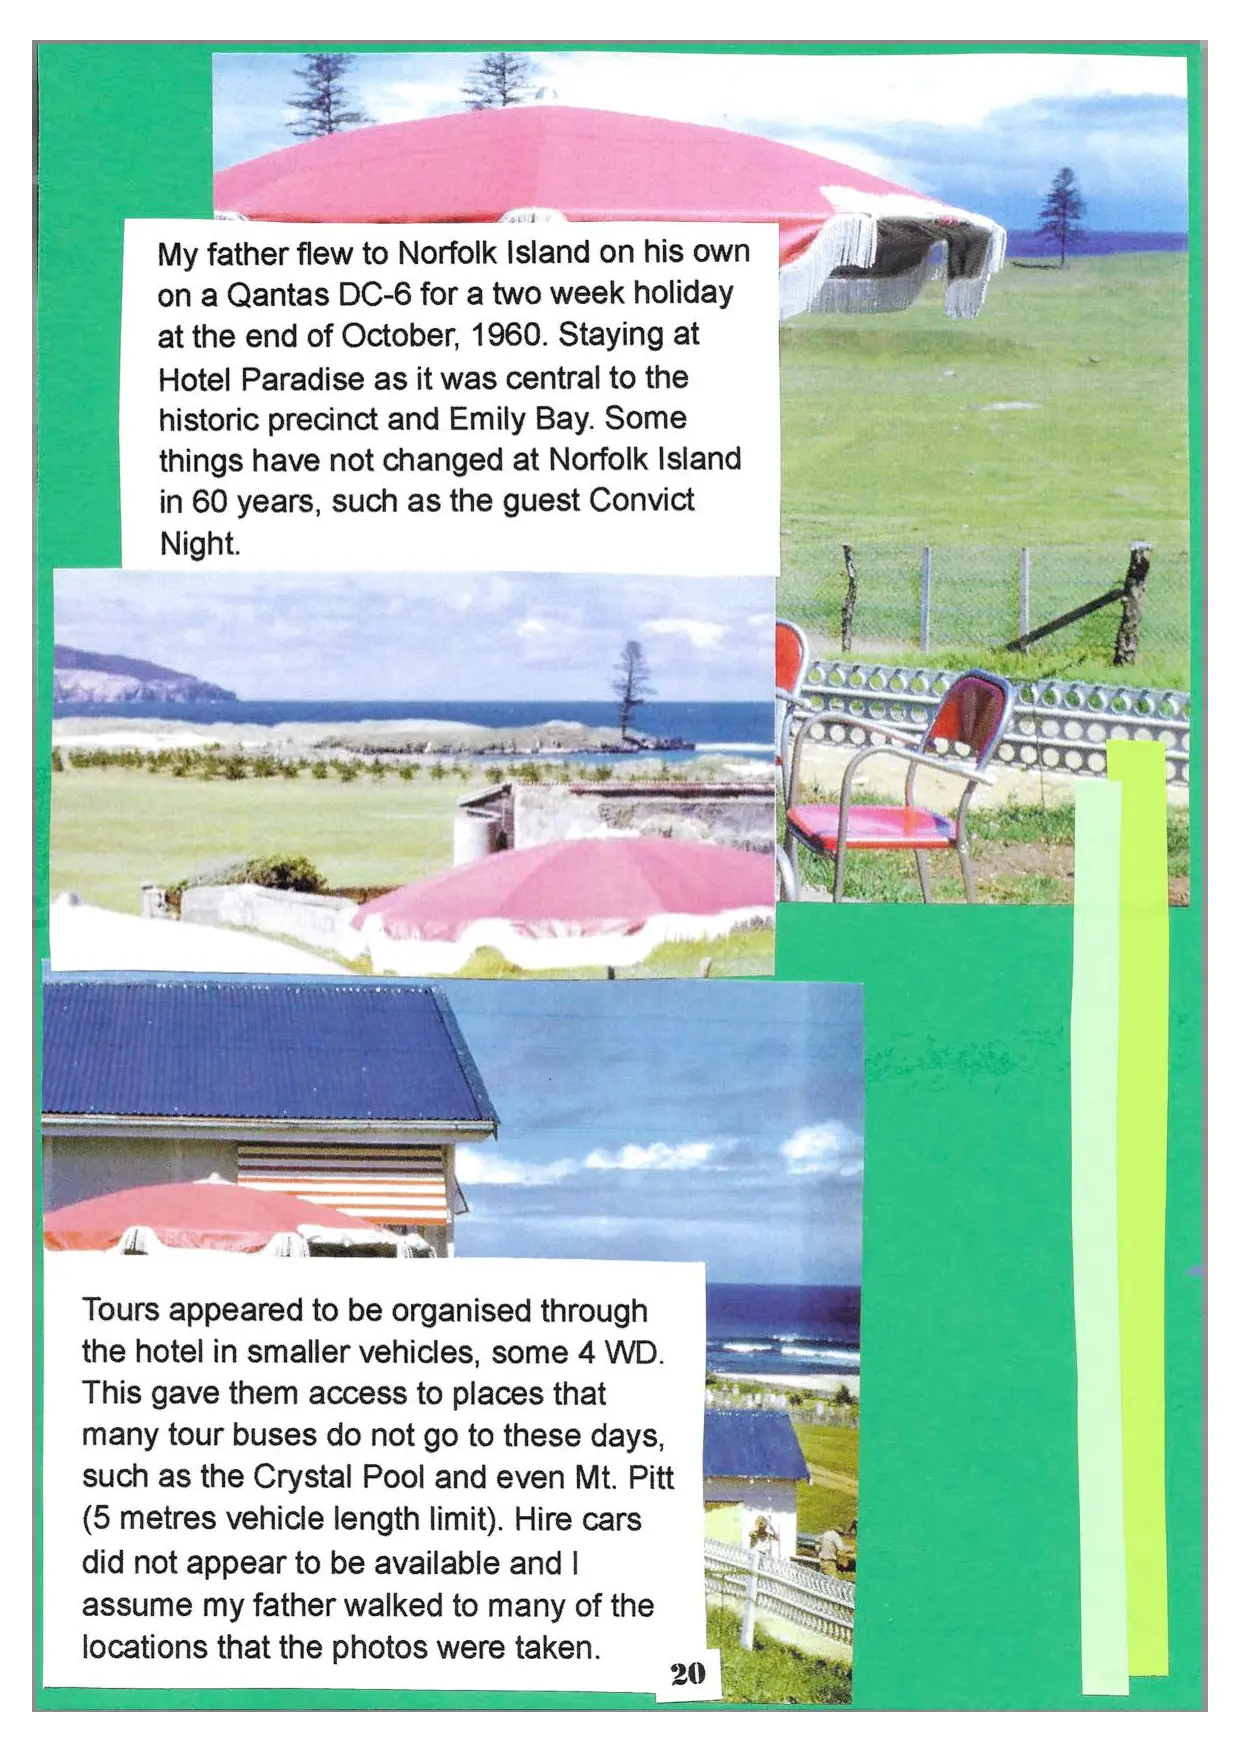 My father flew to Norfolk Island on his own
on a Qantas DC-6 for a two week holiday
at the end of October, 1960. Staying at
Hotel Paradise as it was central to the
historic precinct and Emily Bay. Some
things have not changed at Norfolk Island
in 60 years, such as the guest Convict
Night.
Tours appeared to be organised through
the hotel in smaller vehicles, some 4 WD.
This gave them access to places that
many tour buses do not go to these days,
such as the Crystal Pool and even Mt. Pitt
(5 metres vehicle length limit). Hire cars
did not appear to be available and I
assume my father walked to many of the
locations that the photos were taken.
20